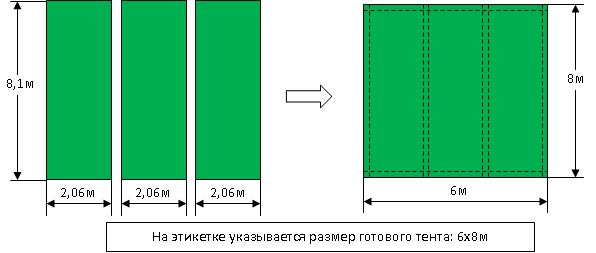 8,1м
8м
2,06м 2,06м 2,06м
6м
На этикетке указывается размер готового тента: 6х8м